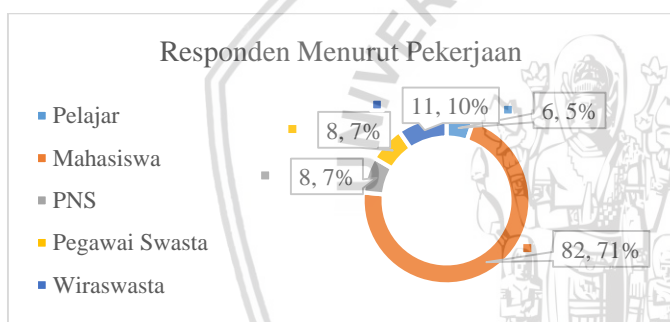 UNIVER
Responden Menurut Pekerjaan
Pelajar
Mahasiswa
PNS
Pegawai Swasta
Wiraswasta
11, 10%
6, 5%
8, 7%
8, 7%
82, 71%